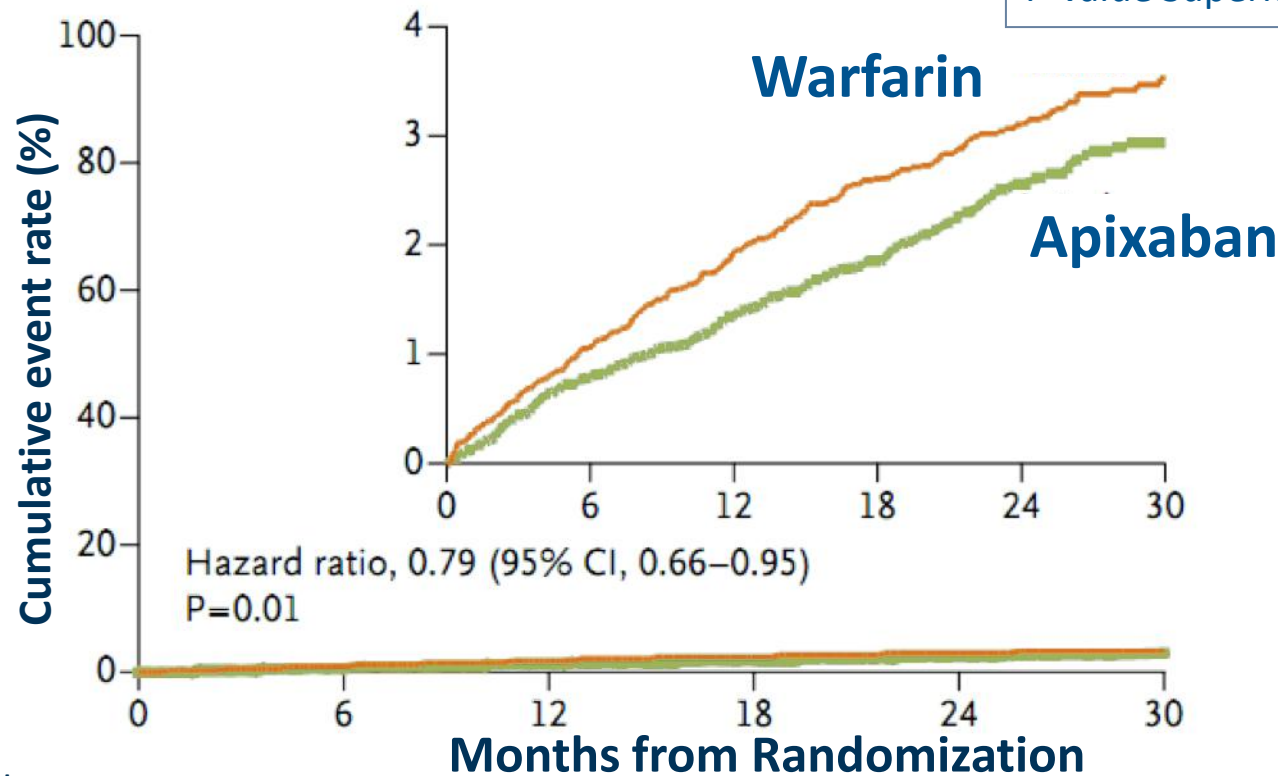 Cumulative event rate (%)
100
80
60
40
20
0
4
3
2
1
0
Warfarin
Apixaban
0 6 12 18 24 30
Hazard ratio, 0.79 (95% CI, 0.66–0.95)
P=0.01
0 6 12 18 24 30
Months from Randomization